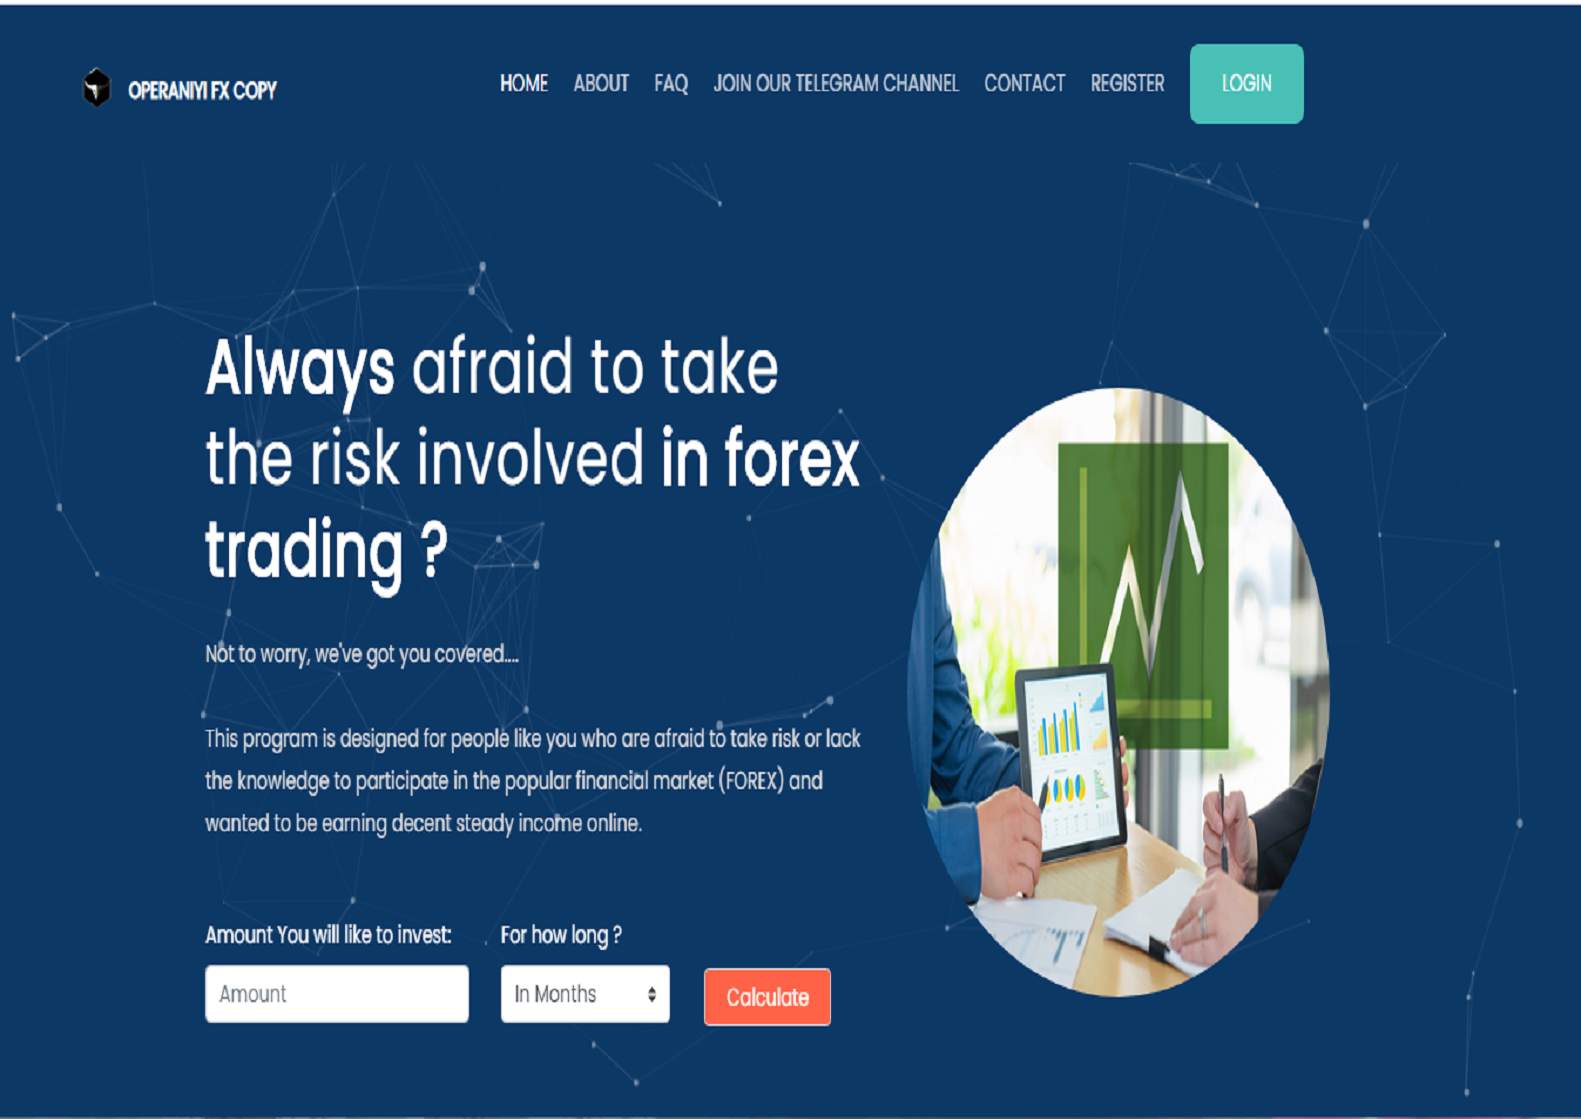 OPERANIYI FX COPY
HOME ABOUT FAQ JOIN OUR TELEGRAM CHANNEL CONTACT REGISTER LOGIN
Always afraid to take
the risk involved in forex
trading ?
Not to worry, we've got you covered....
This program is designed for people like you who are afraid to take risk or lack
the knowledge to participate in the popular financial market (FOREX) and
wanted to be earning decent steady income online.
Amount You will like to invest: For how long ?
Amount In Months Calculate